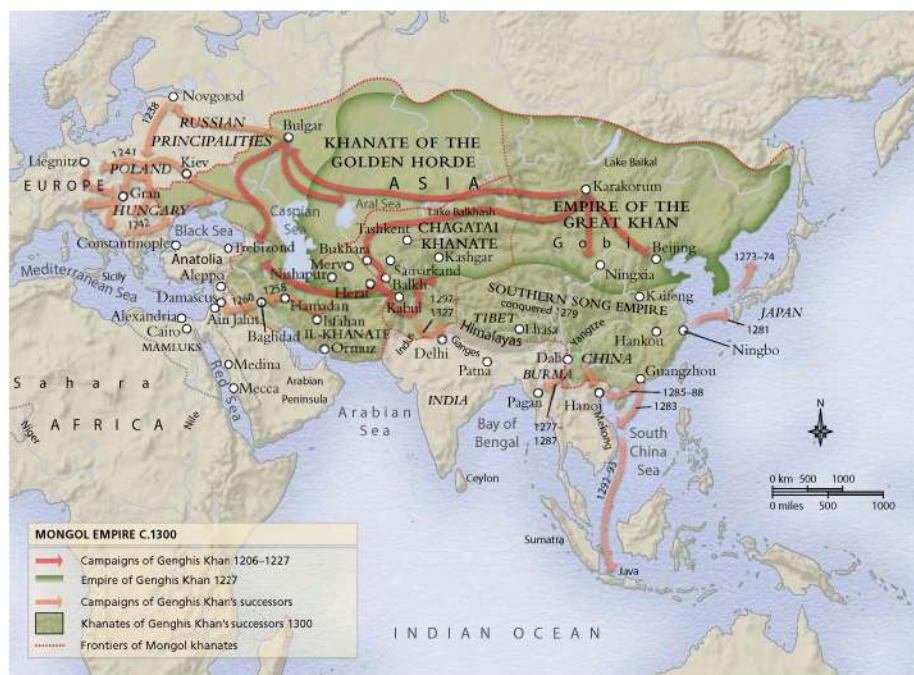 Novgorod
1238
RUSSIAN
PRINCIPALITIES
Bulgar
KHANATE OF THE
GOLDEN HORDE
Liegnitz
1241
POLAND
Kiev
EUROPE
ASIA
Lake Baikal
Gran
HUNGARY
1242
Karakorum
EMPIRE OF THE
GREAT KHAN
Aral Sea
Lake Balkhash
Caspian
Sea
Black Sea
Constantinople
Trebizond
Tashkent
CHAGATAI
KHANATE
Gobi
Beijing
Anatolia
Bukhara
Kashgar
1273–74
Mediterranean Sea
Sicily
Aleppo
Nishapur
Merv
Samarkand
Ningxia
Balkh
Herat
Kabul
Damascus
1260
1258
Hamadan
1297–
1327
SOUTHERN SONG EMPIRE
conquered 1279
Kaifeng
JAPAN
Alexandria
Ain Jalut
Isfahan
TIBET
Lhasa
Yangtze
1281
Cairo
MAMLUKS
Baghdad
IL-KHANATE
Indus
Himalayas
Hankou
Ormuz
Delhi
Ganges
Dali
CHINA
Ningbo
Medina
Patna
BURMA
Guangzhou
Sahara
Red Sea
Mecca
Arabian
Peninsula
INDIA
Pagan
Hanoi
1285–88
1283
AFRICA
Nile
Niger
Arabian
Sea
Bay of
Bengal
1277–
1287
Mekong
South
China
Sea
N
Ceylon
1292–93
0 km 500 1000
0 miles 500 1000
Sumatra
Java
INDIAN OCEAN
MONGOL EMPIRE C.1300
Campaigns of Genghis Khan 1206–1227
Empire of Genghis Khan 1227
Campaigns of Genghis Khan's successors
Khanates of Genghis Khan's successors 1300
Frontiers of Mongol khanates